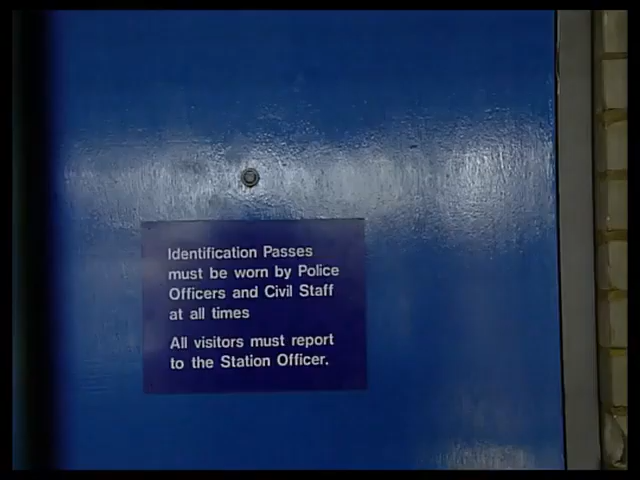 Identification Passes
must be worn by Police
Officers and Civil Staff
at all times
All visitors must report
to the Station Officer.